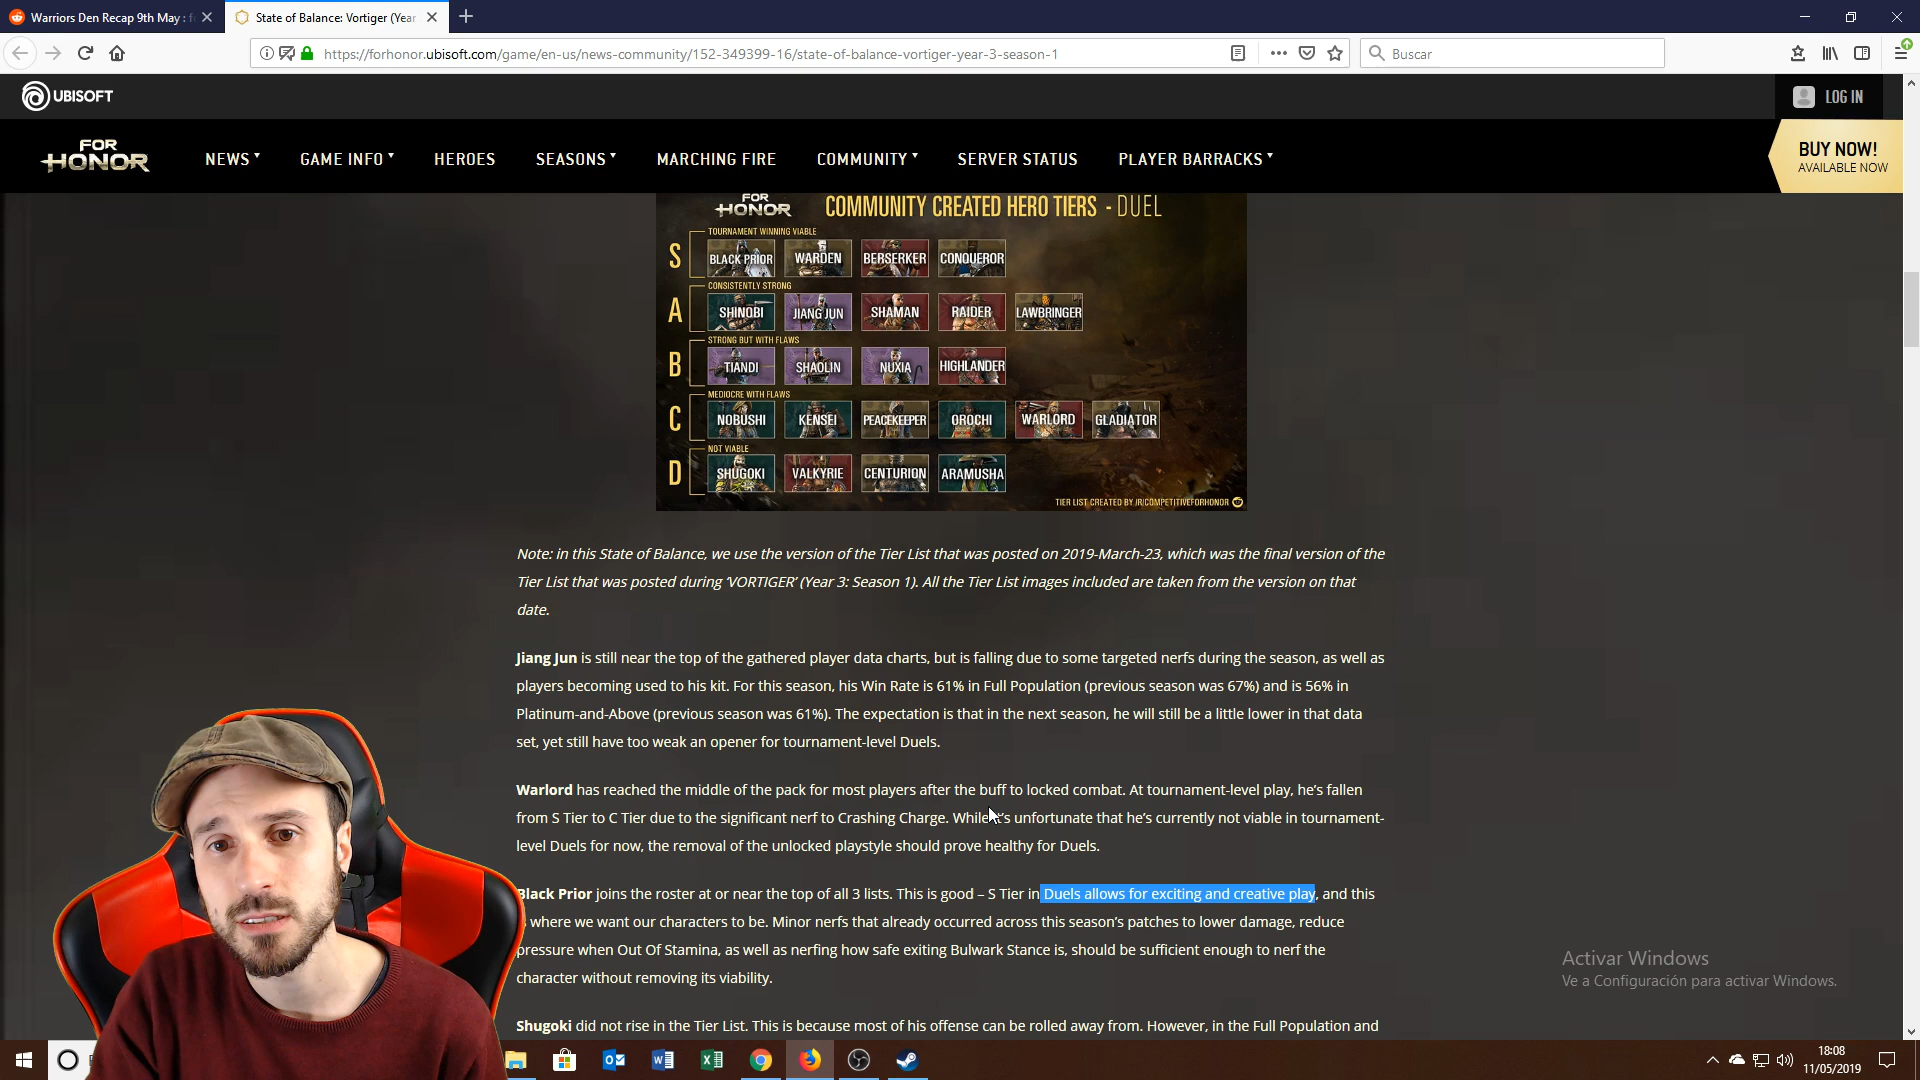 Warriors Den Recap 9th May : f
State of Balance: Vortiger (Year
https://forhonor.ubisoft.com/game/en-us/news-community/152-349399-16/state-of-balance-vortiger-year-3-season-1
Buscar
UBISOFT
LOG IN
FOR HONOR
NEWS
GAME INFO
HEROES
SEASONS
MARCHING FIRE
COMMUNITY
SERVER STATUS
PLAYER BARRACKS
BUY NOW!
AVAILABLE NOW
FOR HONOR
COMMUNITY CREATED HERO TIERS - DUEL
TOURNAMENT WINNING VIABLE
S BLACK PRIOR WARDEN BERSERKER CONQUEROR
CONSISTENTLY STRONG
A SHINOBI JIANG JUN SHAMAN RAIDER LAWBRINGER
STRONG BUT WITH FLAWS
B TIANDI SHAOLIN NUXIA HIGHLANDER
MEDIOCRE WITH FLAWS
C NOBUSHI KENSEI PEACEKEEPER OROCHI WARLORD GLADIATOR
NOT VIABLE
D SHUGOKI VALKYRIE CENTURION ARAMUSHA
TIER LIST CREATED BY /R/COMPETITIVEFORHONOR
Note: in this State of Balance, we use the version of the Tier List that was posted on 2019-March-23, which was the final version of the
Tier List that was posted during 'VORTIGER' (Year 3: Season 1). All the Tier List images included are taken from the version on that
date.
Jiang Jun is still near the top of the gathered player data charts, but is falling due to some targeted nerfs during the season, as well as
players becoming used to his kit. For this season, his Win Rate is 61% in Full Population (previous season was 67%) and is 56% in
Platinum-and-Above (previous season was 61%). The expectation is that in the next season, he will still be a little lower in that data
set, yet still have too weak an opener for tournament-level Duels.
Warlord has reached the middle of the pack for most players after the buff to locked combat. At tournament-level play, he's fallen
from S Tier to C Tier due to the significant nerf to Crashing Charge. While it's unfortunate that he's currently not viable in tournament-
level Duels for now, the removal of the unlocked playstyle should prove healthy for Duels.
Black Prior joins the roster at or near the top of all 3 lists. This is good – S Tier in Duels allows for exciting and creative play, and this
where we want our characters to be. Minor nerfs that already occurred across this season's patches to lower damage, reduce
pressure when Out Of Stamina, as well as nerfing how safe exiting Bulwark Stance is, should be sufficient enough to nerf the
character without removing its viability.
Shugoki did not rise in the Tier List. This is because most of his offense can be rolled away from. However, in the Full Population and
Activar Windows
Ve a Configuración para activar Windows.
18:08
11/05/2019